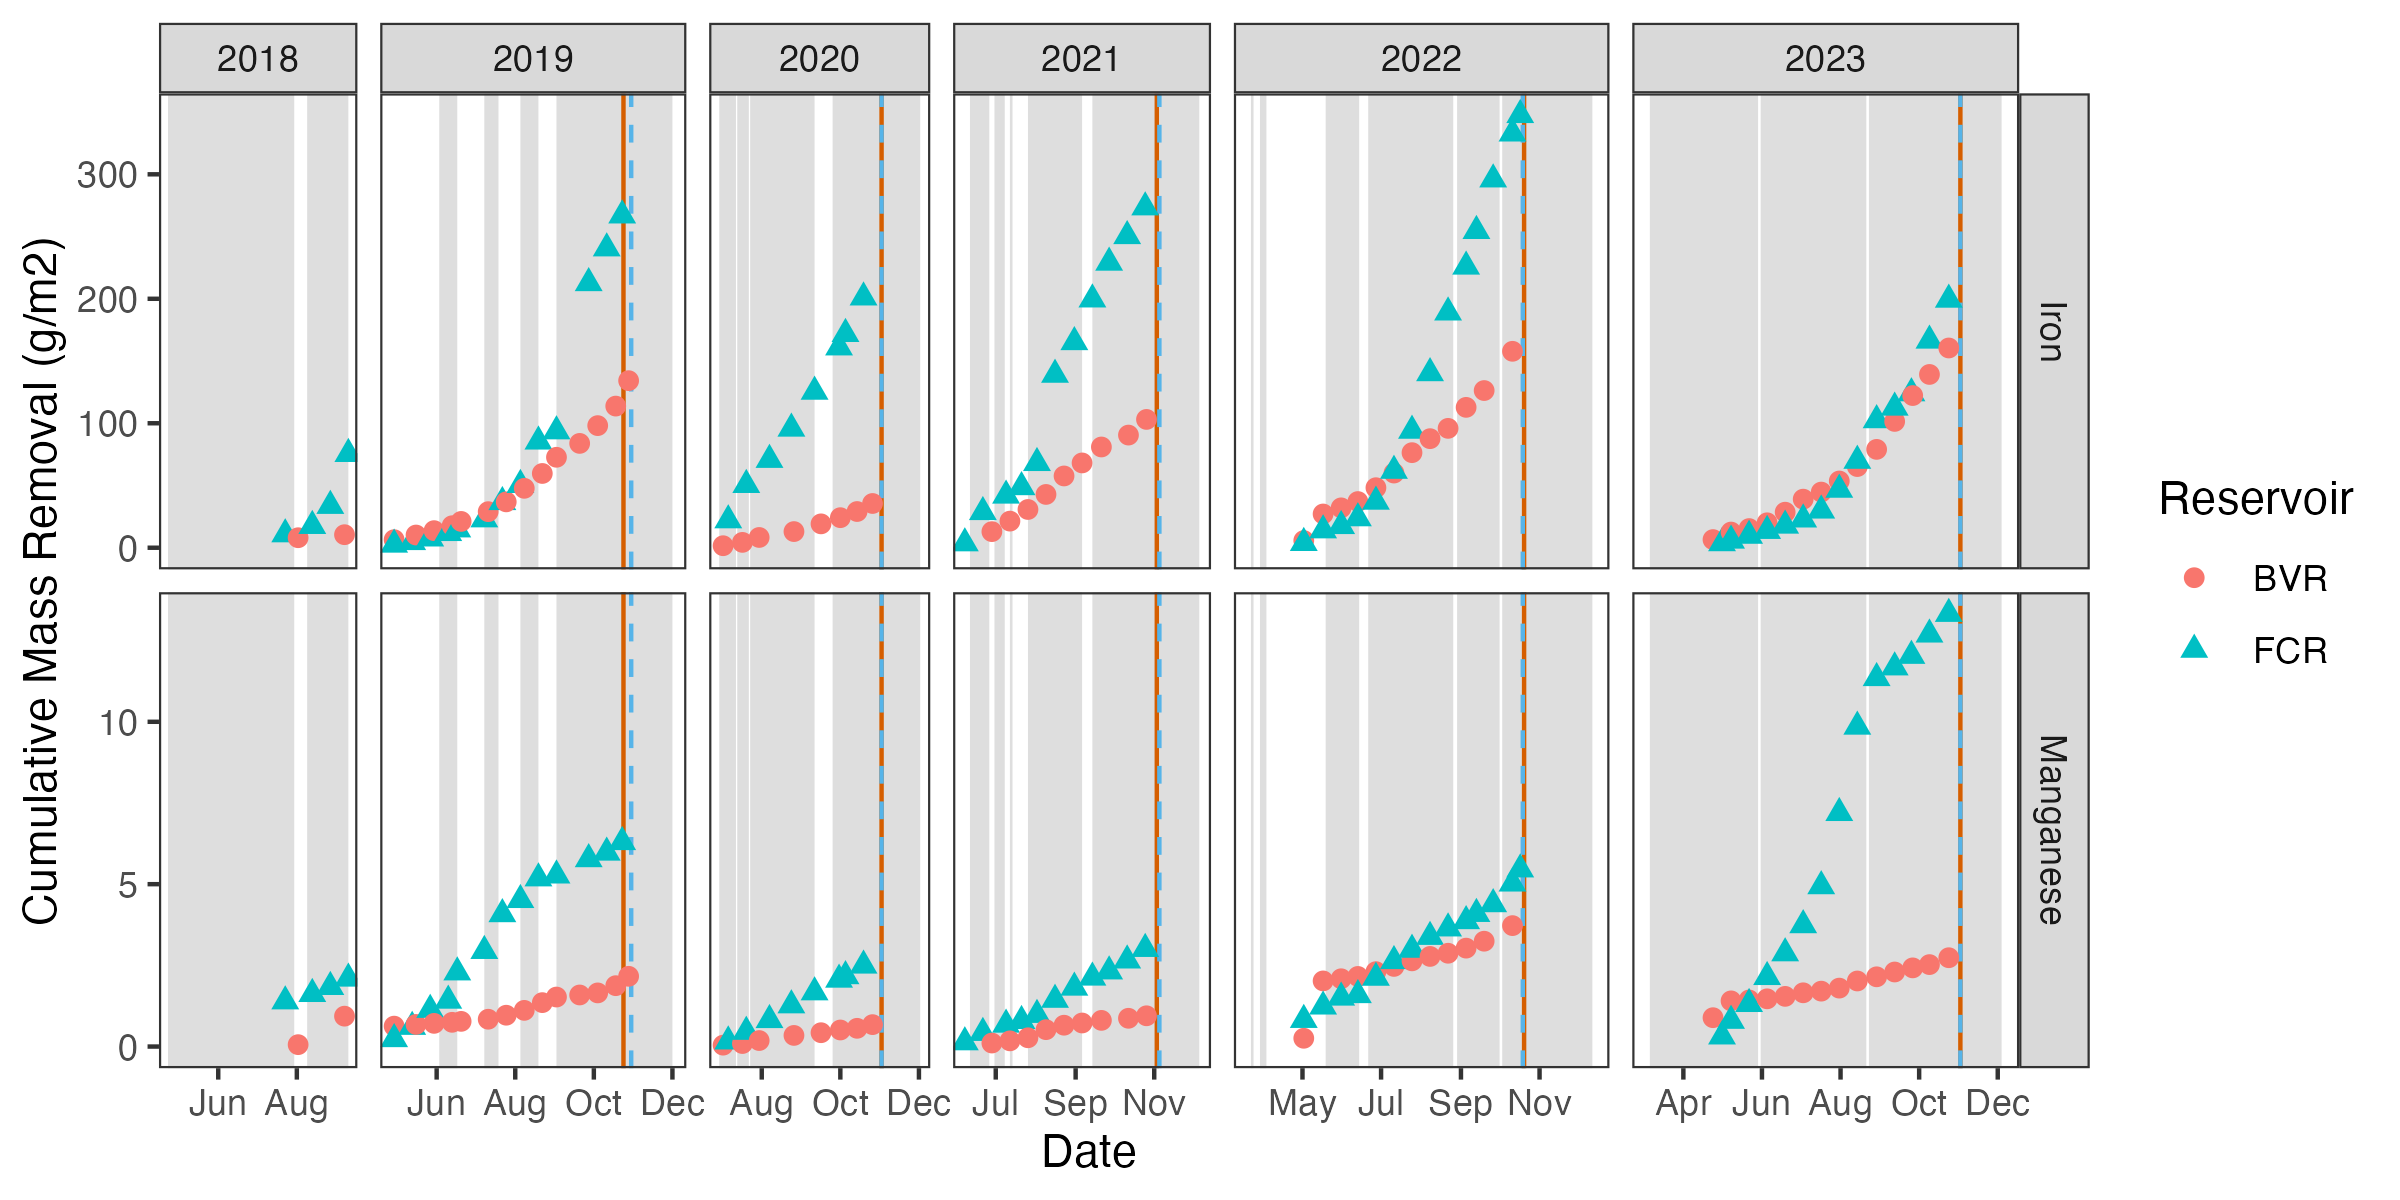 2018 2019 2020 2021 2022 2023
Cumulative Mass Removal (g/m2)
300
200
100
0
Iron
10
5
0
Manganese
Jun Aug Jun Aug Oct Dec Aug Oct Dec Jul Sep Nov May Jul Sep Nov Apr Jun Aug Oct Dec
Date
Reservoir
BVR
FCR